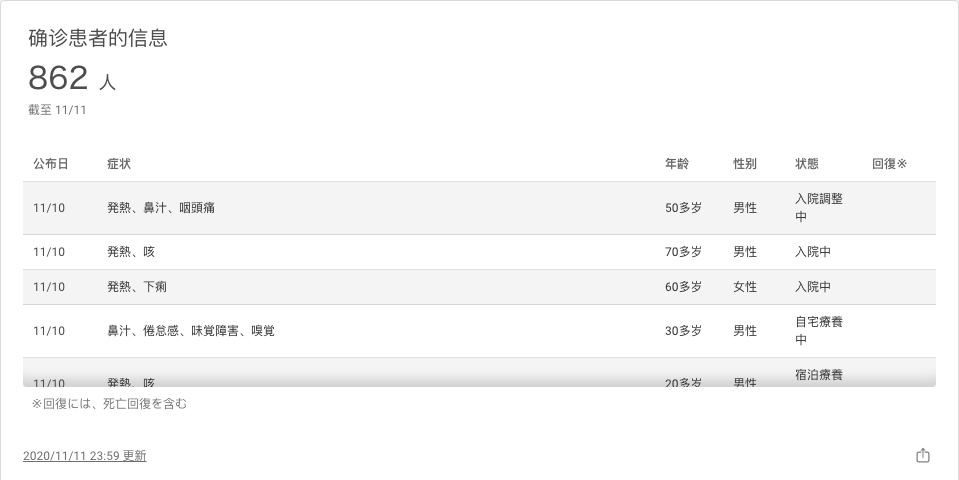 确诊患者的信息
862 人
截至 11/11
公布日 症状 年龄 性别 状態 回復※
11/10 発熱、鼻汁、咽頭痛 50多岁 男性 入院調整
中
11/10 発熱、咳 70多岁 男性 入院中
11/10 発熱、下痢 60多岁 女性 入院中
11/10 鼻汁、倦怠感、味覚障害、嗅覚 30多岁 男性 自宅療養
中
11/10 発熱、咳 20多岁 男性 宿泊療養
※回復には、死亡回復を含む
2020/11/11 23:59 更新